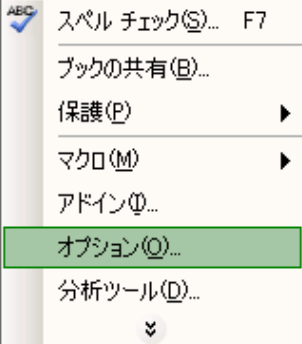 ABC スペル チェック(S)... F7
ブックの共有(B)...
保護(P)
マクロ(M)
アドイン(I)...
オプション(O)...
分析ツール(D)...